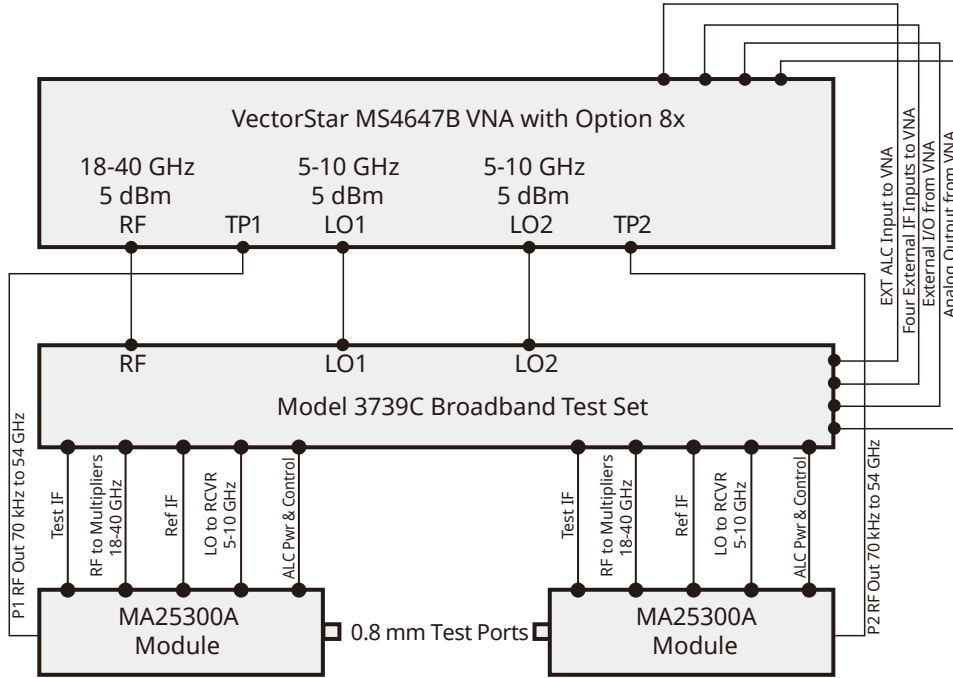 VectorStar MS4647B VNA with Option 8x
18-40 GHz
5 dBm
RF
TP1
5-10 GHz
5 dBm
LO1
5-10 GHz
5 dBm
LO2
TP2
EXT ALC Input to VNA
Four External IF Inputs to VNA
External I/O from VNA
Analog Output from VNA
RF
LO1
LO2
Model 3739C Broadband Test Set
P1 RF Out 70 kHz to 54 GHz
Test IF
RF to Multipliers
18-40 GHz
Ref IF
LO to RCVR
5-10 GHz
ALC Pwr & Control
Test IF
RF to Multipliers
18-40 GHz
Ref IF
LO to RCVR
5-10 GHz
ALC Pwr & Control
P2 RF Out 70 kHz to 54 GHz
MA25300A
Module
0.8 mm Test Ports
MA25300A
Module